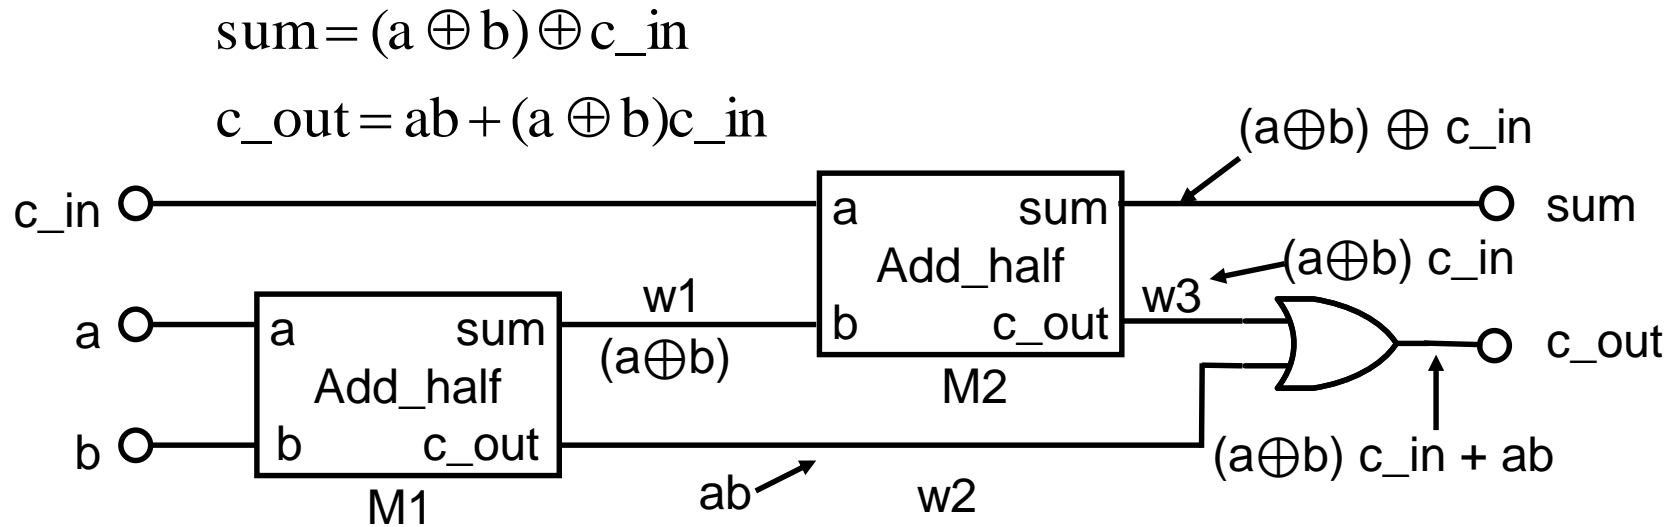 sum = (a ⊕ b) ⊕ c_in
c_out = ab + (a ⊕ b)c_in
(a⊕b) ⊕ c_in
c_in
a sum
sum
Add_half
(a⊕b) c_in
w1
w3
a
a sum
b c_out
c_out
(a⊕b)
Add_half
M2
b
b c_out
(a⊕b) c_in + ab
ab
w2
M1